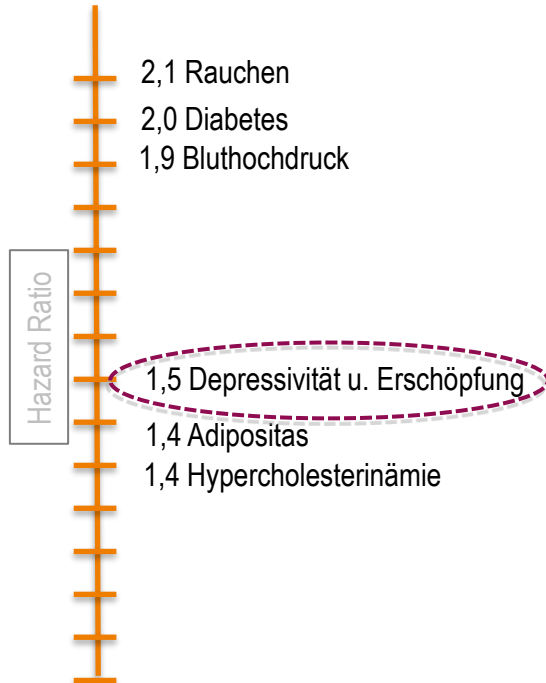 2,1 Rauchen
2,0 Diabetes
1,9 Bluthochdruck
Hazard Ratio
1,5 Depressivität u. Erschöpfung
1,4 Adipositas
1,4 Hypercholesterinämie